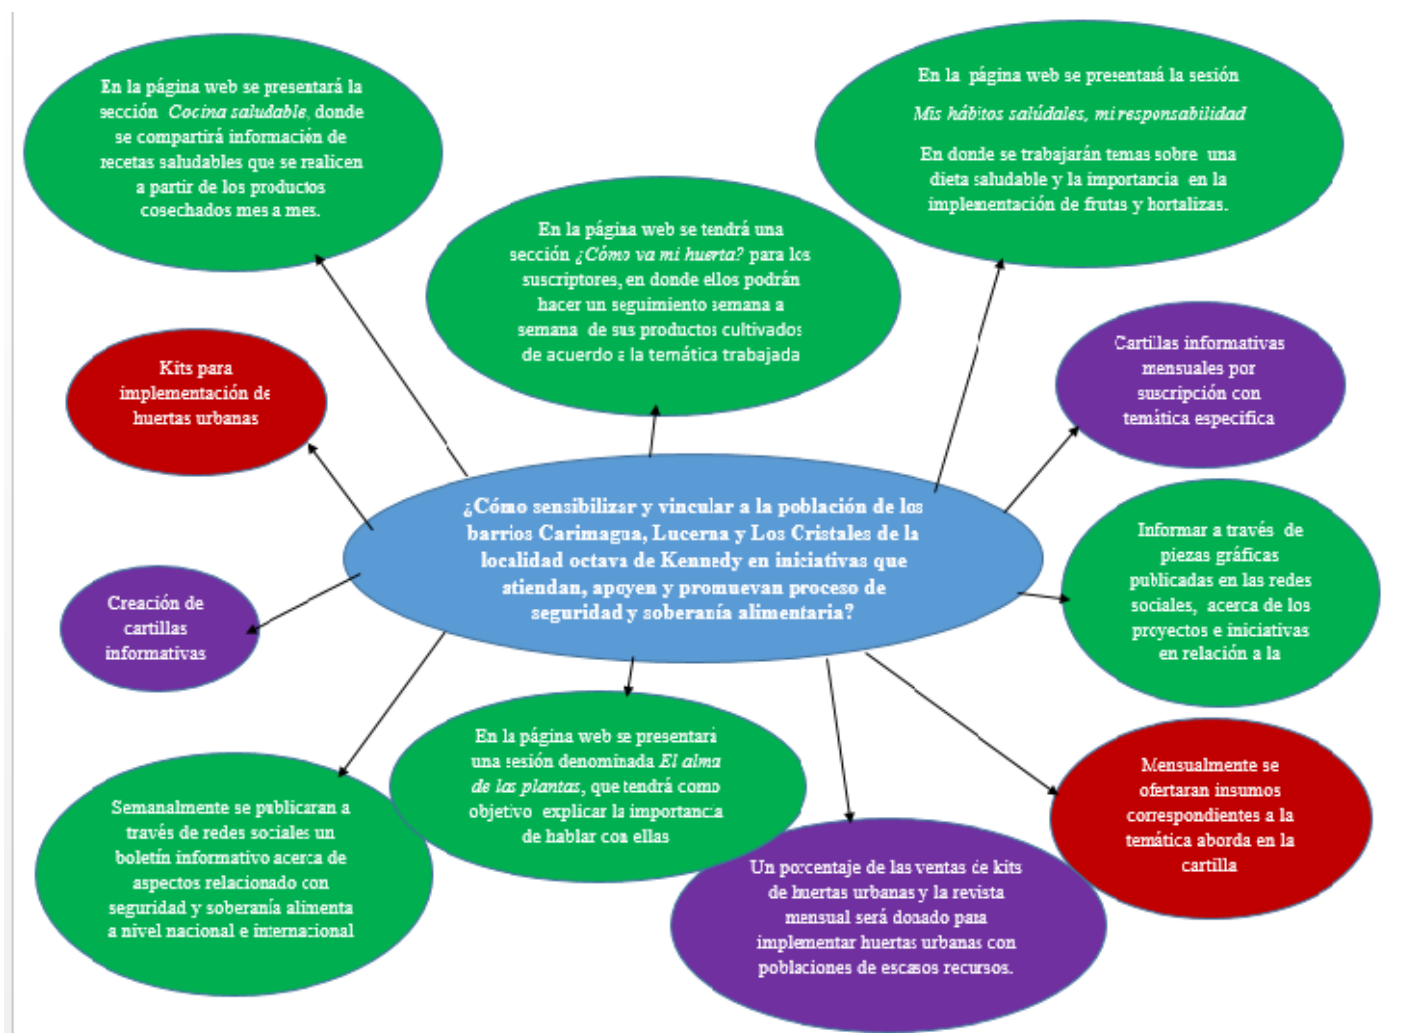 En la página web se presentará la
sección Cocina saludable, donde
se compartirá información de
recetas saludables que se realicen
a partir de los productos
cosechados mes a mes.
En la página web se tendrá una
sección ¿Cómo va mi huerta? para los
suscriptores, en donde ellos podrán
hacer un seguimiento semana a
semana de sus productos cultivados
de acuerdo a la temática trabajada
En la página web se presentará la sesión
Mis hábitos salúdales, mi responsabilidad
En donde se trabajarán temas sobre una
dieta saludable y la importancia en la
implementación de frutas y hortalizas.
Kits para
implementación de
huertas urbanas
Cartillas informativas
mensuales por
suscripción con
temática especifica
¿Cómo sensibilizar y vincular a la población de los
barrios Carimagua, Lucerna y Los Cristales de la
localidad octava de Kennedy en iniciativas que
atiendan, apoyen y promuevan proceso de
seguridad y soberanía alimentaria?
Informar a través de
piezas gráficas
publicadas en las redes
sociales, acerca de los
proyectos e iniciativas
en relación a la
Creación de
cartillas
informativas
Semanalmente se publicaran a
través de redes sociales un
boletín informativo acerca de
aspectos relacionado con
seguridad y soberanía alimenta
a nivel nacional e internacional
En la página web se presentará
una sesión denominada El alma
de las plantas, que tendrá como
objetivo explicar la importancia
de hablar con ellas
Un porcentaje de las ventas de kits
de huertas urbanas y la revista
mensual será donado para
implementar huertas urbanas con
poblaciones de escasos recursos.
Mensualmente se
ofertaran insumos
correspondientes a la
temática aborda en la
cartilla